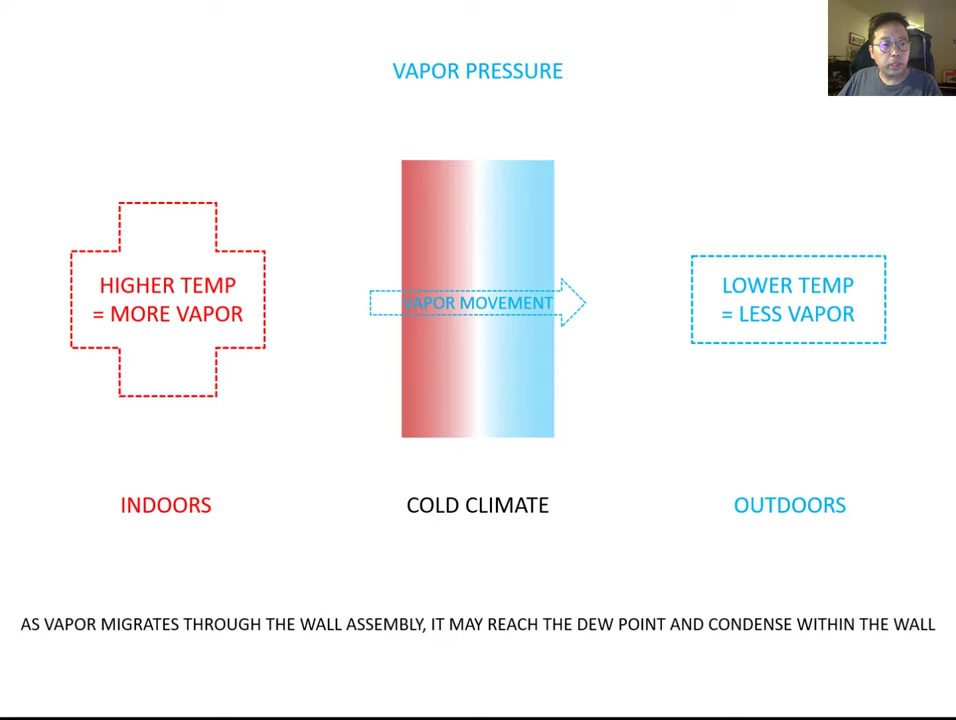 VAPOR PRESSURE
HIGHER TEMP
= MORE VAPOR
VAPOR MOVEMENT
LOWER TEMP
= LESS VAPOR
INDOORS
COLD CLIMATE
OUTDOORS
AS VAPOR MIGRATES THROUGH THE WALL ASSEMBLY, IT MAY REACH THE DEW POINT AND CONDENSE WITHIN THE WALL